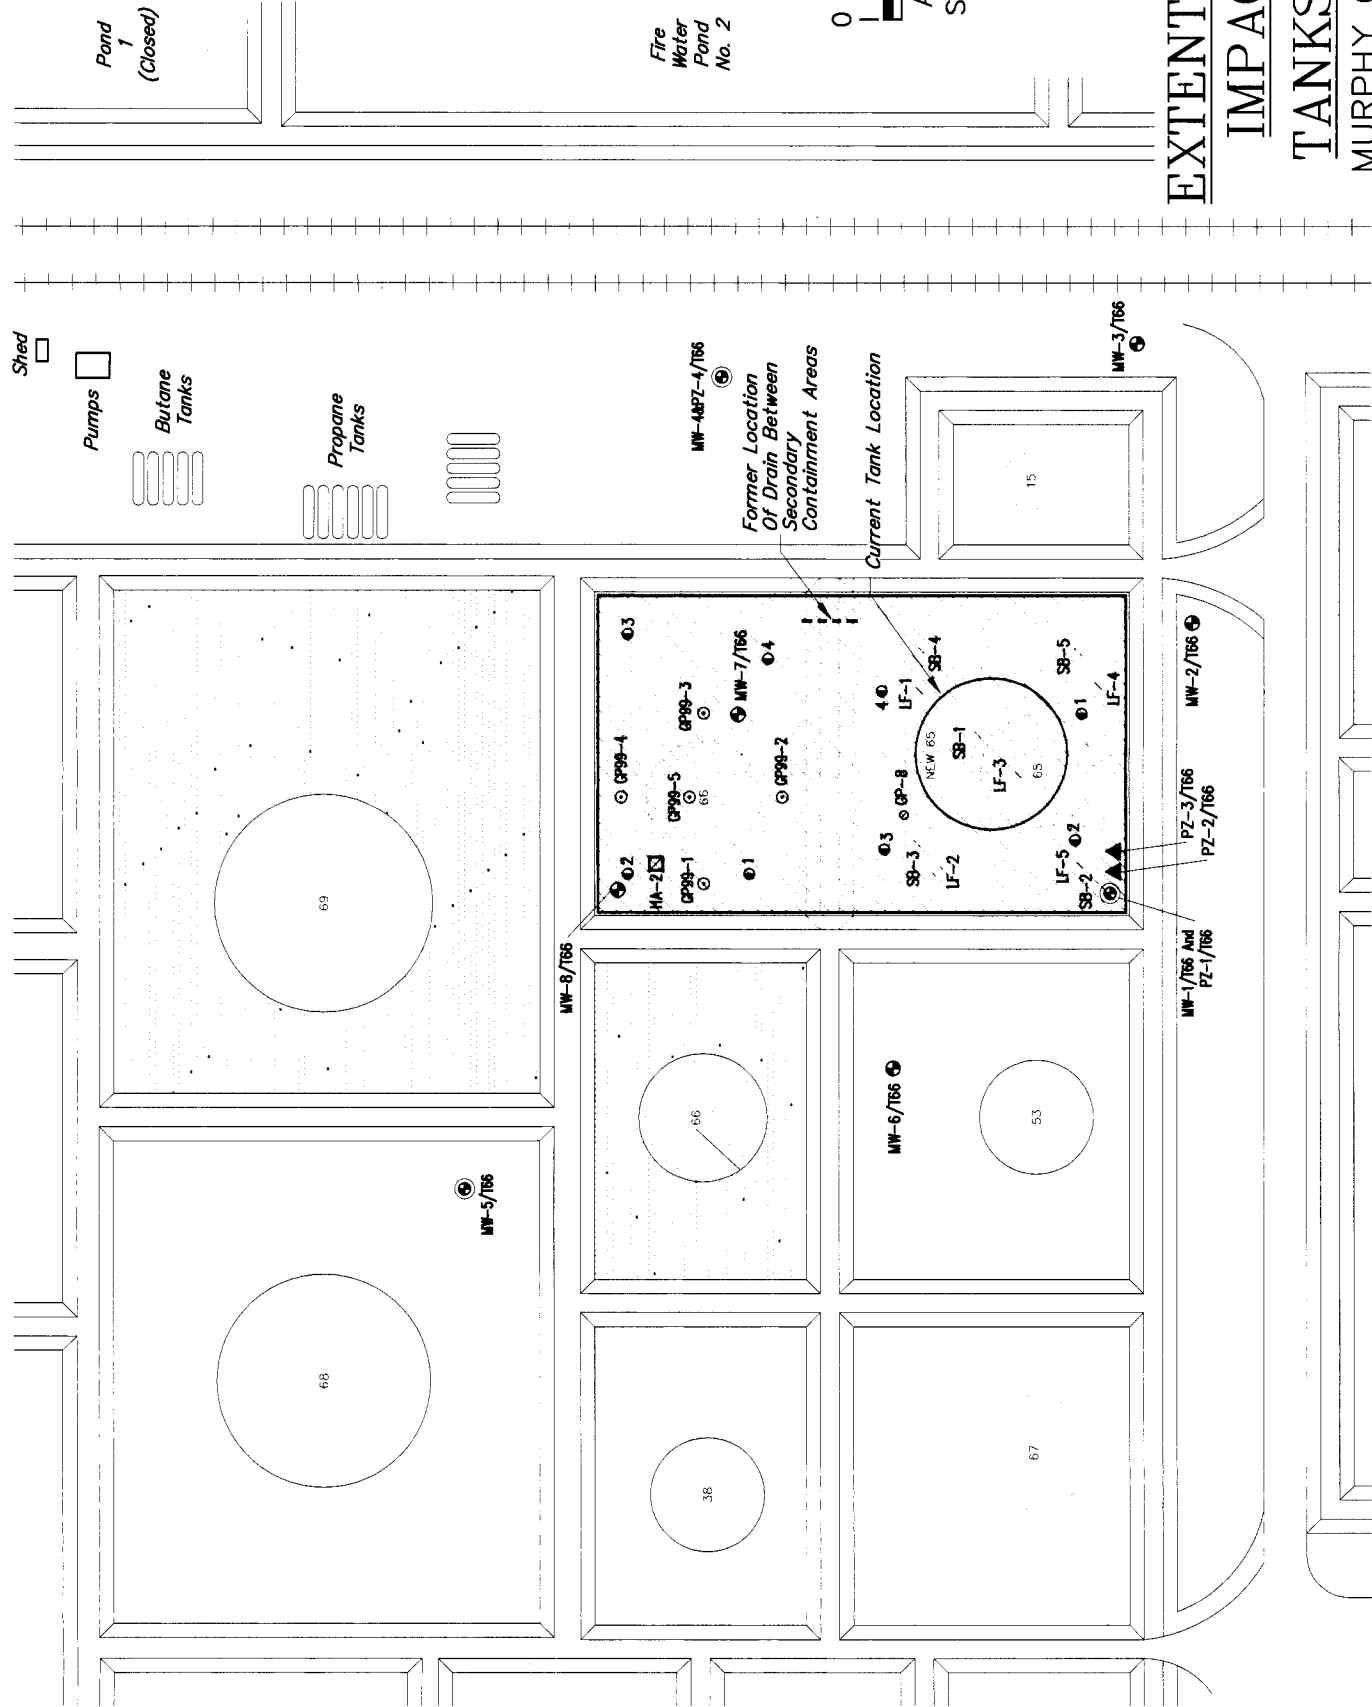 Pond
1
(Closed)
Fire
Water
Pond
No. 2
0
EXTENT
IMPAC
TANKS
MURPHY
Shed
Pumps
Butane
Tanks
Propane
Tanks
MW-4&PZ-4/T66
MW-3/T66
Former Location
Of Drain Between
Secondary
Containment Areas
Current Tank Location
15
3
4
MW-7/T66
GP99-3
GP99-4
GP99-5
66
GP99-2
2
HA-2
GP99-1
1
MW-8/T66
SB-4
4
LF-1
SB-5
LF-4
1
NEW 65
SB-1
LF-3
65
GP-8
3
SB-3
LF-2
2
LF-5
SB-2
MW-2/T66
PZ-3/T66
PZ-2/T66
MW-1/T66 And
PZ-1/T66
69
68
MW-5/T66
66
MW-6/T66
53
38
67